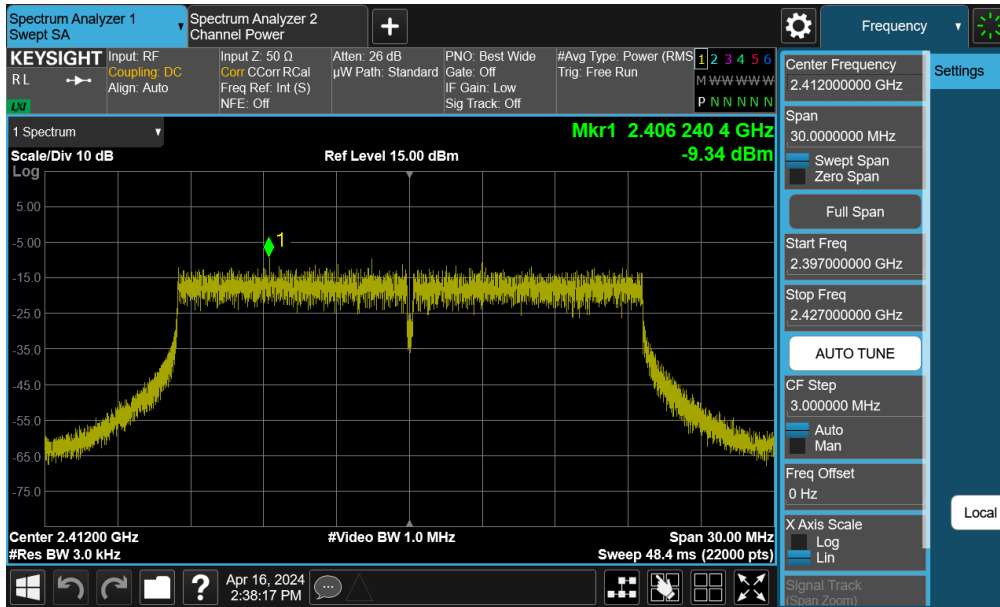 Spectrum Analyzer 1
Swept SA
Spectrum Analyzer 2
Channel Power
Frequency
KEYSIGHT
R L
LXI
Input: RF
Coupling: DC
Align: Auto
Input Z: 50 Ω
Corr CCorr RCal
Freq Ref: Int (S)
NFE: Off
Atten: 26 dB
µW Path: Standard
PNO: Best Wide
Gate: Off
IF Gain: Low
Sig Track: Off
#Avg Type: Power (RMS
Trig: Free Run
1 2 3 4 5 6
M W W W W W
P N N N N N
1 Spectrum
Scale/Div 10 dB
Log
Ref Level 15.00 dBm
Mkr1 2.406 240 4 GHz
-9.34 dBm
1
5.00
-5.00
-15.0
-25.0
-35.0
-45.0
-55.0
-65.0
-75.0
Center 2.41200 GHz
#Res BW 3.0 kHz
#Video BW 1.0 MHz
Span 30.00 MHz
Sweep 48.4 ms (22000 pts)
Center Frequency
2.412000000 GHz
Span
30.0000000 MHz
Swept Span
Zero Span
Full Span
Start Freq
2.397000000 GHz
Stop Freq
2.427000000 GHz
AUTO TUNE
CF Step
3.000000 MHz
Auto
Man
Freq Offset
0 Hz
X Axis Scale
Log
Lin
Signal Track
(Span Zoom)
Settings
Local
?
Apr 16, 2024
2:38:17 PM